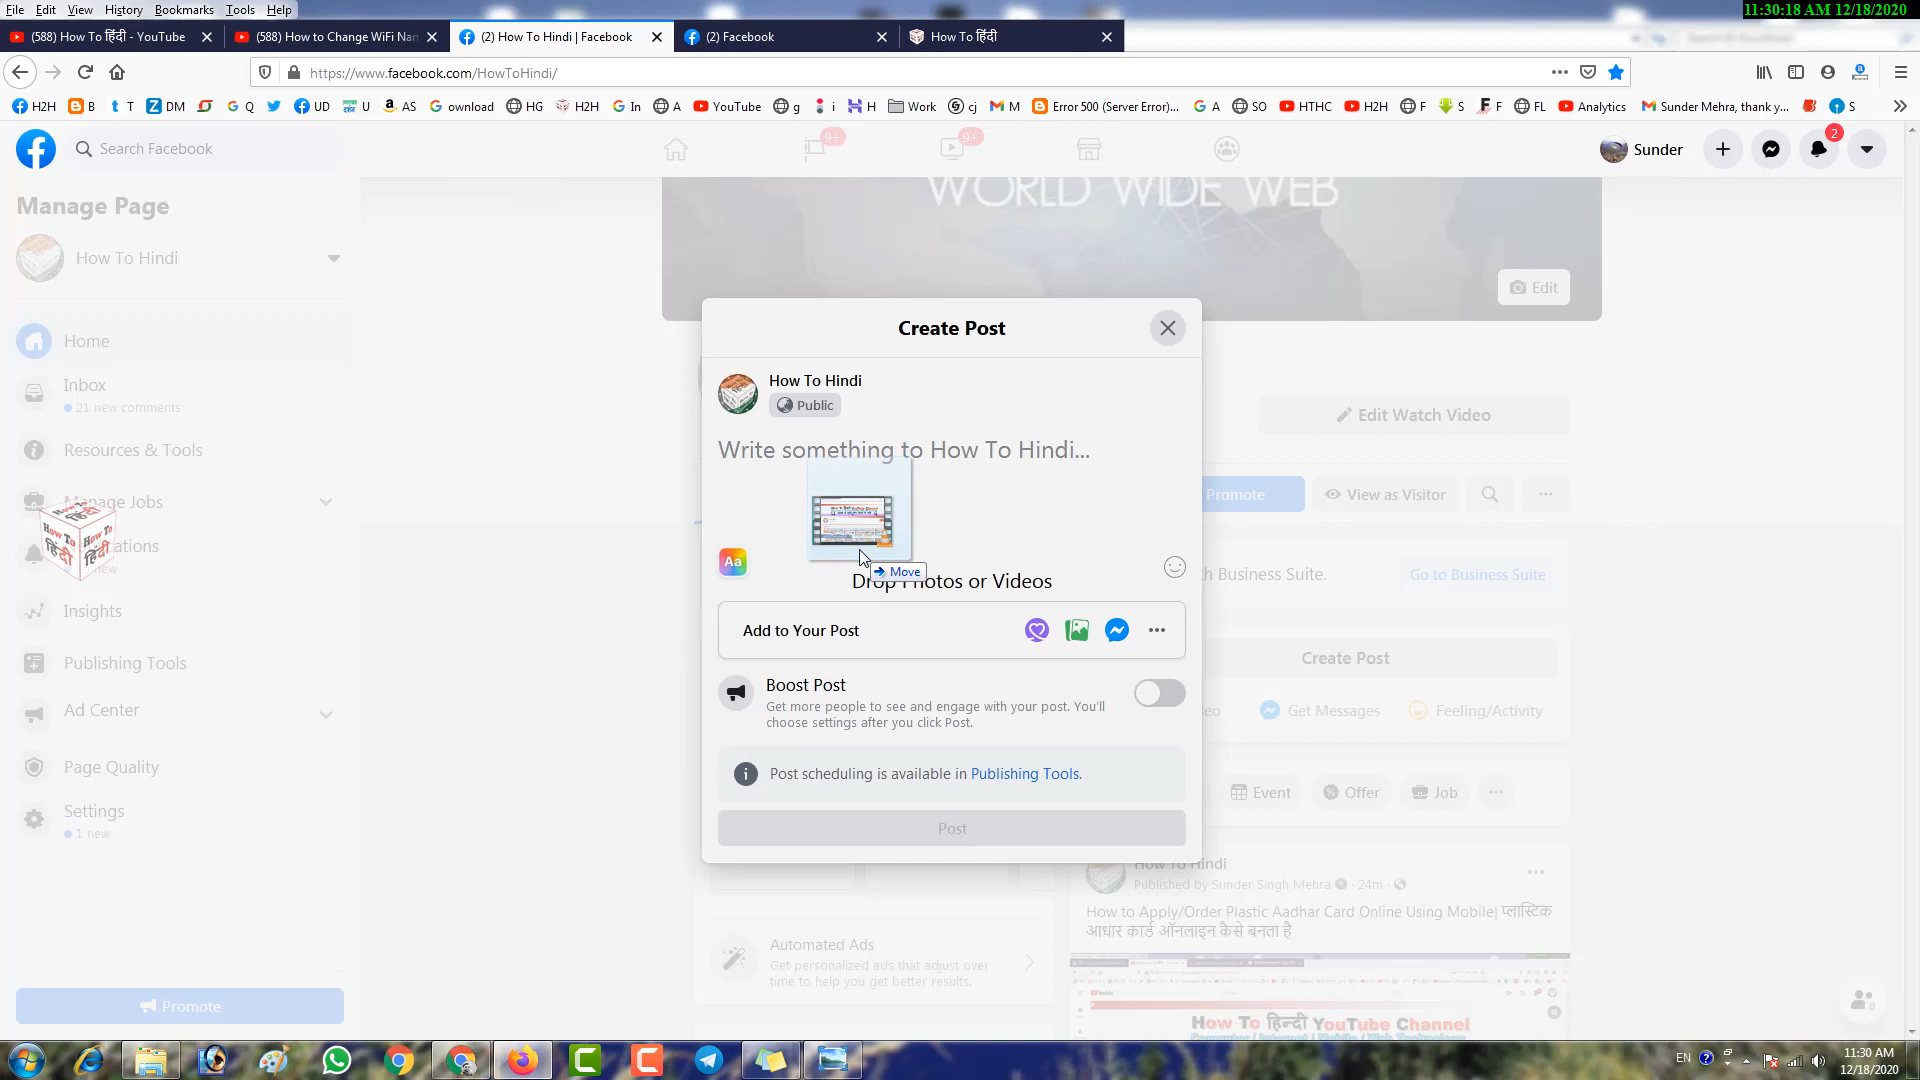 File Edit View History Bookmarks Tools Help
11:30:18 AM 12/18/2020
(588) How To हिंदी - YouTube
(588) How to Change WiFi Nam
(2) How To Hindi | Facebook
(2) Facebook
How To हिंदी
https://www.facebook.com/HowToHindi/
H2H B T DM G Q UD U AS ownload HG H2H In A YouTube g i H Work cj M Error 500 (Server Error)... A SO HTHC H2H F S F FL Analytics Sunder Mehra, thank y... S
Search Facebook
9+
9+
Sunder
2
WORLD WIDE WEB
Edit
Manage Page
How To Hindi
Home
Inbox
21 new comments
Resources & Tools
Manage Jobs
How To हिंदी
How To हिंदी
Insights
Publishing Tools
Ad Center
Page Quality
Settings
1 new
Promote
Create Post
How To Hindi
Public
Write something to How To Hindi...
Aa
Move
Drop Photos or Videos
Add to Your Post
Boost Post
Get more people to see and engage with your post. You'll
choose settings after you click Post.
Post scheduling is available in Publishing Tools.
Post
Edit Watch Video
Promote
View as Visitor
h Business Suite.
Go to Business Suite
Create Post
Get Messages
Feeling/Activity
Event
Offer
Job
Automated Ads
Get personalized ads that adjust over
time to help you get better results.
How To Hindi
Published by Sunder Singh Mehra · 24m ·
How to Apply/Order Plastic Aadhar Card Online Using Mobile| प्लास्टिक
आधार कार्ड ऑनलाइन कैसे बनता है
How To हिन्दी YouTube Channel
EN
11:30 AM
12/18/2020